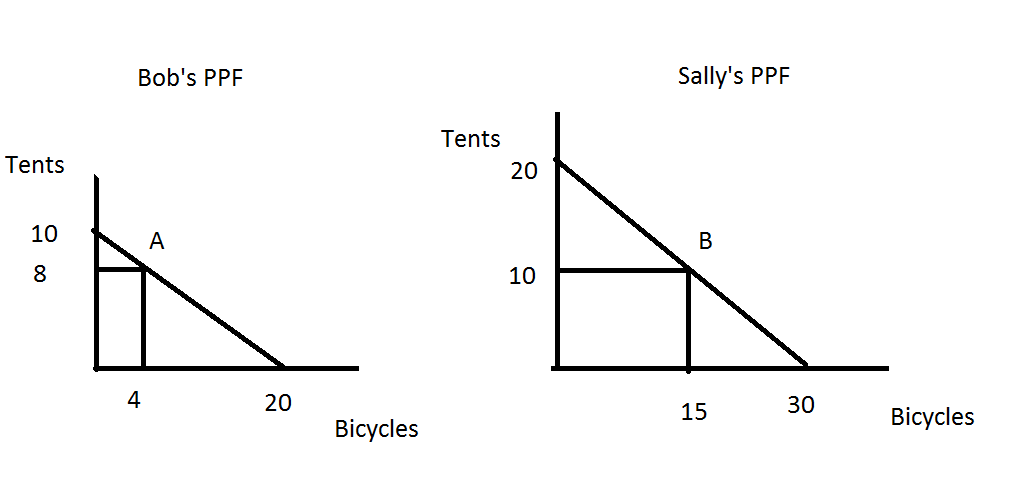 Bob's PPF
Tents
10
A
8
4
20
Bicycles
Sally's PPF
Tents
20
B
10
15
30
Bicycles